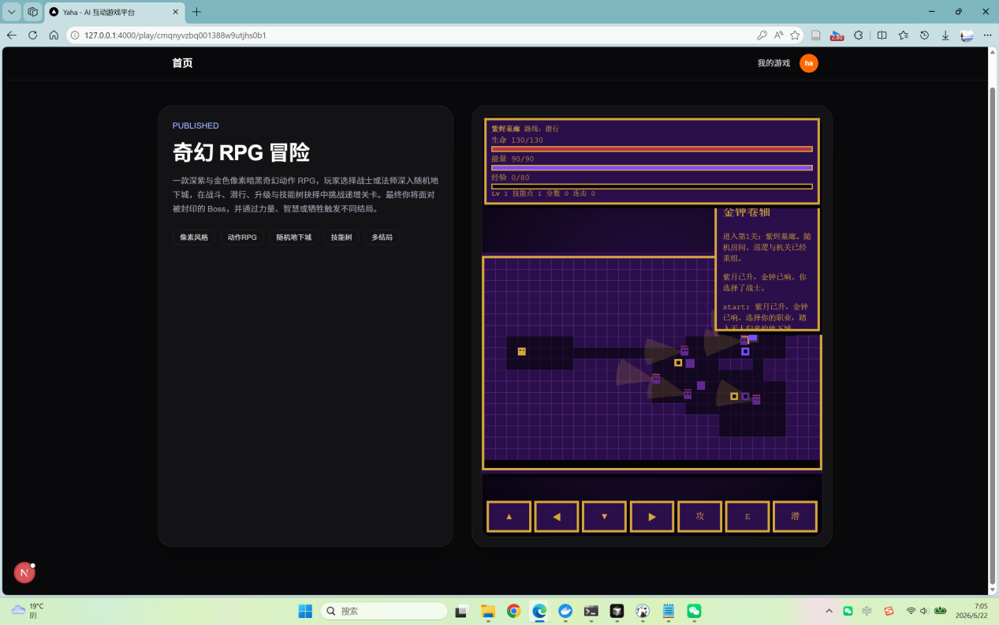 Yaha - AI 互动游戏平台
127.0.0.1:4000/play/cmqnyvzbq001388w9utjhs0b1
2.80
首页
我的游戏
ha
PUBLISHED
奇幻 RPG 冒险
一款深紫与金色像素暗黑奇幻动作 RPG，玩家选择战士或法师深入随机地
下城，在战斗、潜行、升级与技能树抉择中挑战递增关卡。最终你将面对
被封印的 Boss，并通过力量、智慧或牺牲触发不同结局。
像素风格
动作RPG
随机地下城
技能树
多结局
紫烬墓廊 路线：潜行
生命 130/130
能量 90/90
经验 0/80
Lv 1 技能点 1 分数 0 连击 0
金钟卷轴
进入第1关：紫烬墓廊。随
机房间、巡逻与机关已经
重组。
紫月已升，金钟已响。你
选择了战士。
start: 紫月已升，金钟
已响。选择你的职业，踏
入无人归来的地下城
▲
◀
▼
▶
攻
E
潜
N
19°C
阴
搜索
中
7:05
2026/6/22